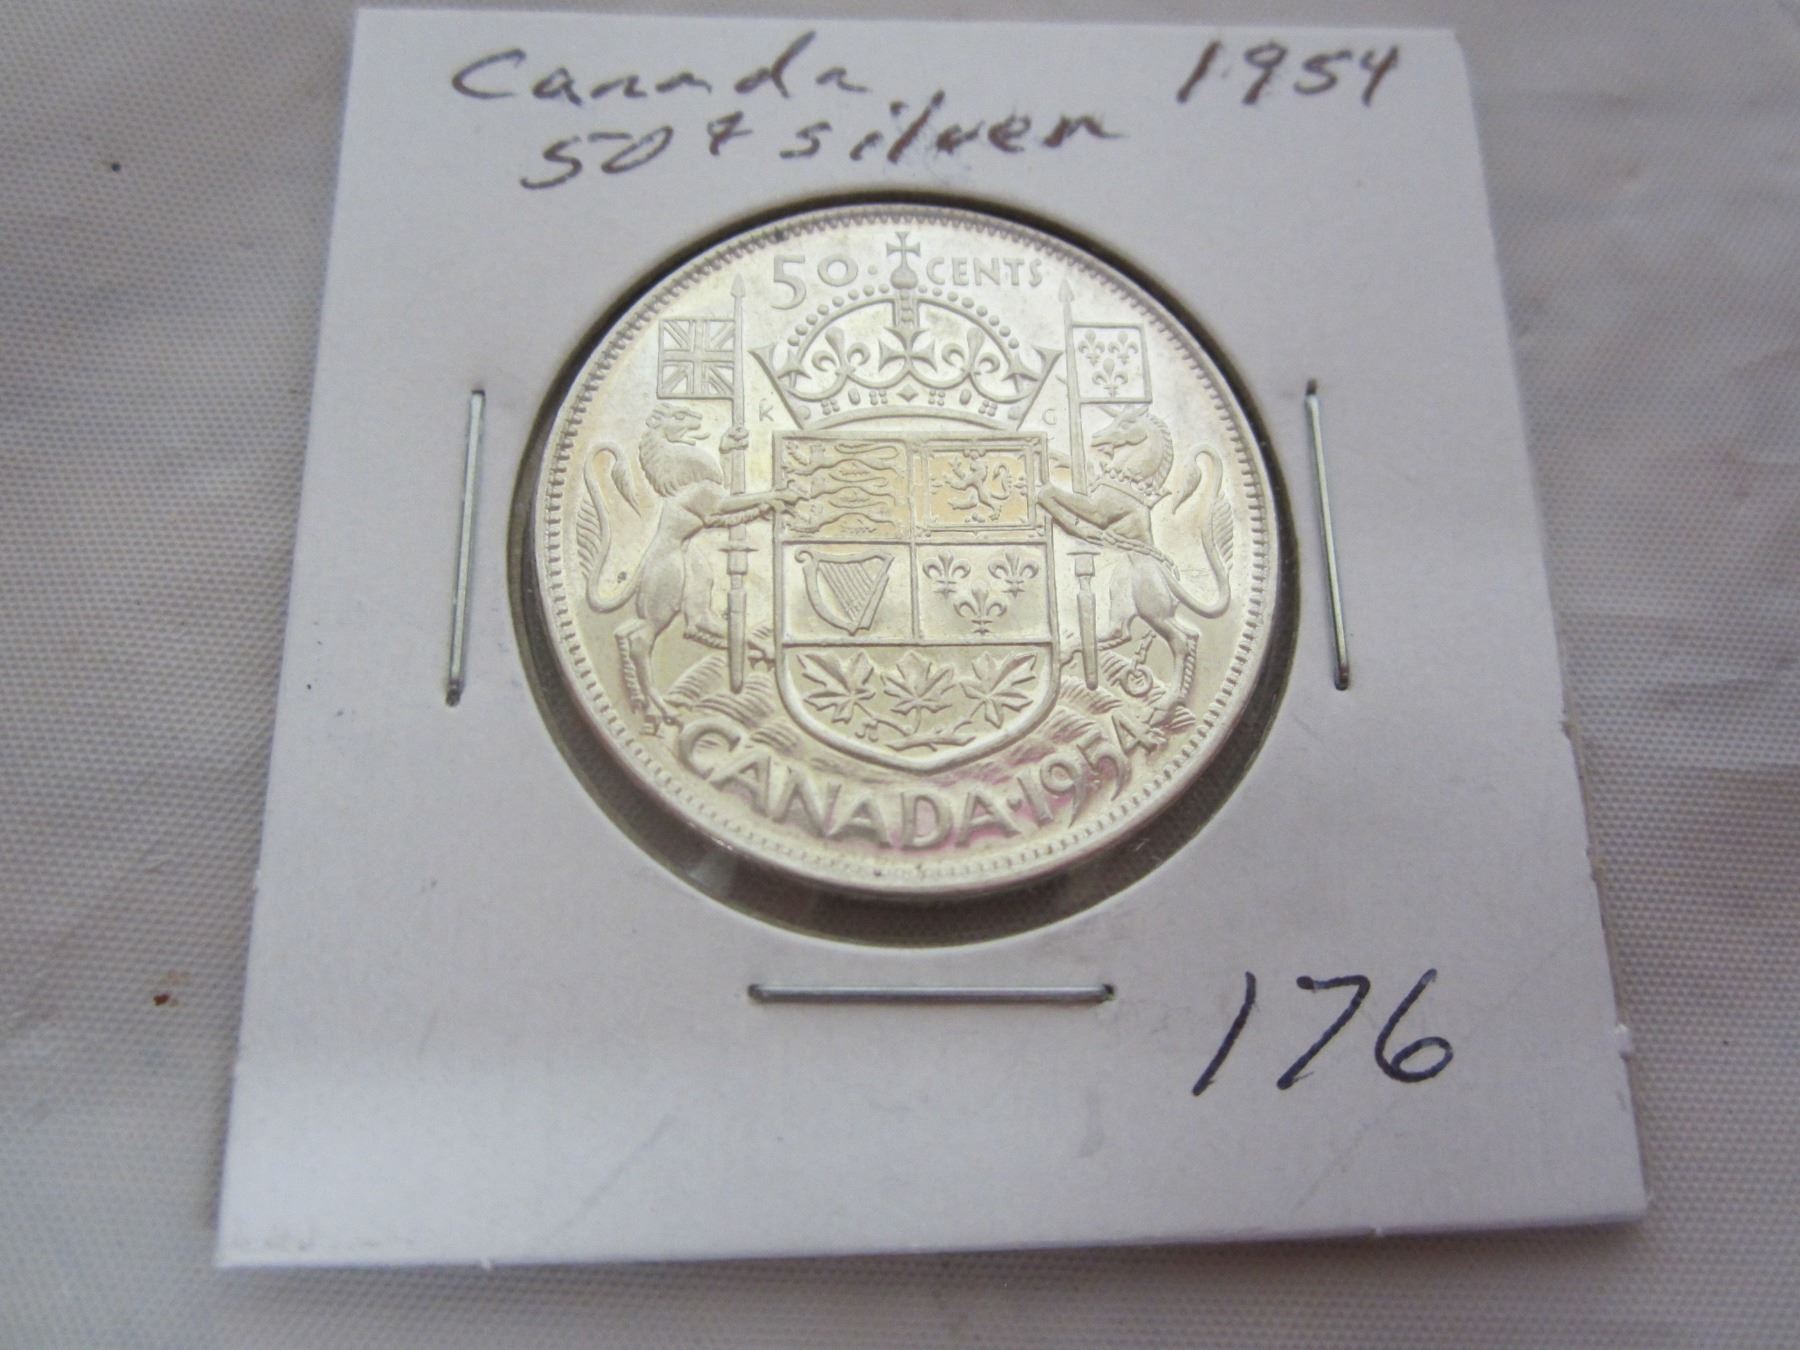 Canada 1954
50¢ silver
50 · CENTS
K G
CANADA · 1954
176